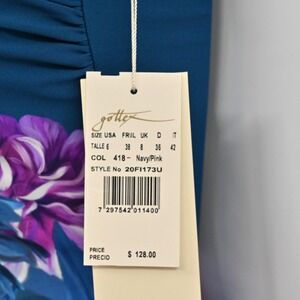 gottex
SIZE USA FR/IL UK D IT
TALLE 6 38 8 36 42
COL 418 - Navy/Pink
STYLE No 20FI173U
7 297542 011400
PRICE
PRECIO
$ 128.00